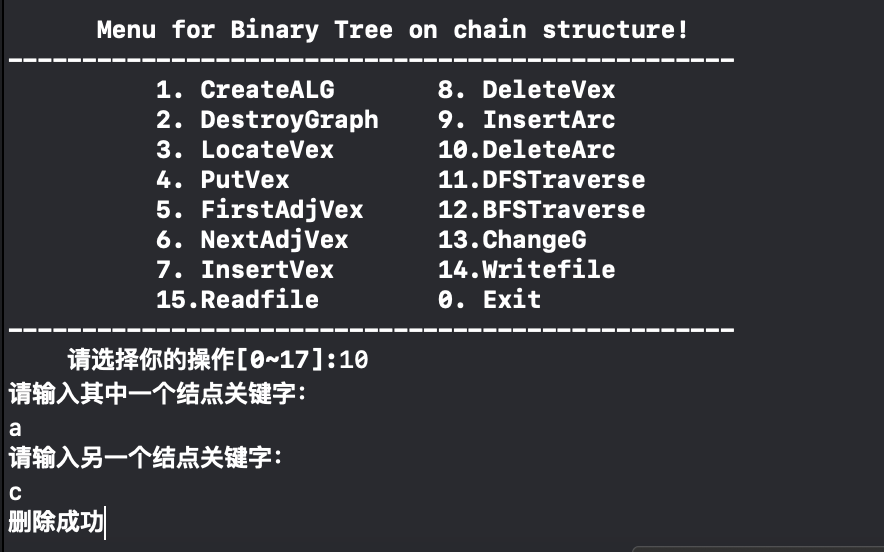 Menu for Binary Tree on chain structure!
-------------------------------------------------
1. CreateALG 8. DeleteVex
2. DestroyGraph 9. InsertArc
3. LocateVex 10.DeleteArc
4. PutVex 11.DFSTraverse
5. FirstAdjVex 12.BFSTraverse
6. NextAdjVex 13.ChangeG
7. InsertVex 14.Writefile
15.Readfile 0. Exit
-------------------------------------------------
请选择你的操作[0~17]:10
请输入其中一个结点关键字:
a
请输入另一个结点关键字:
c
删除成功